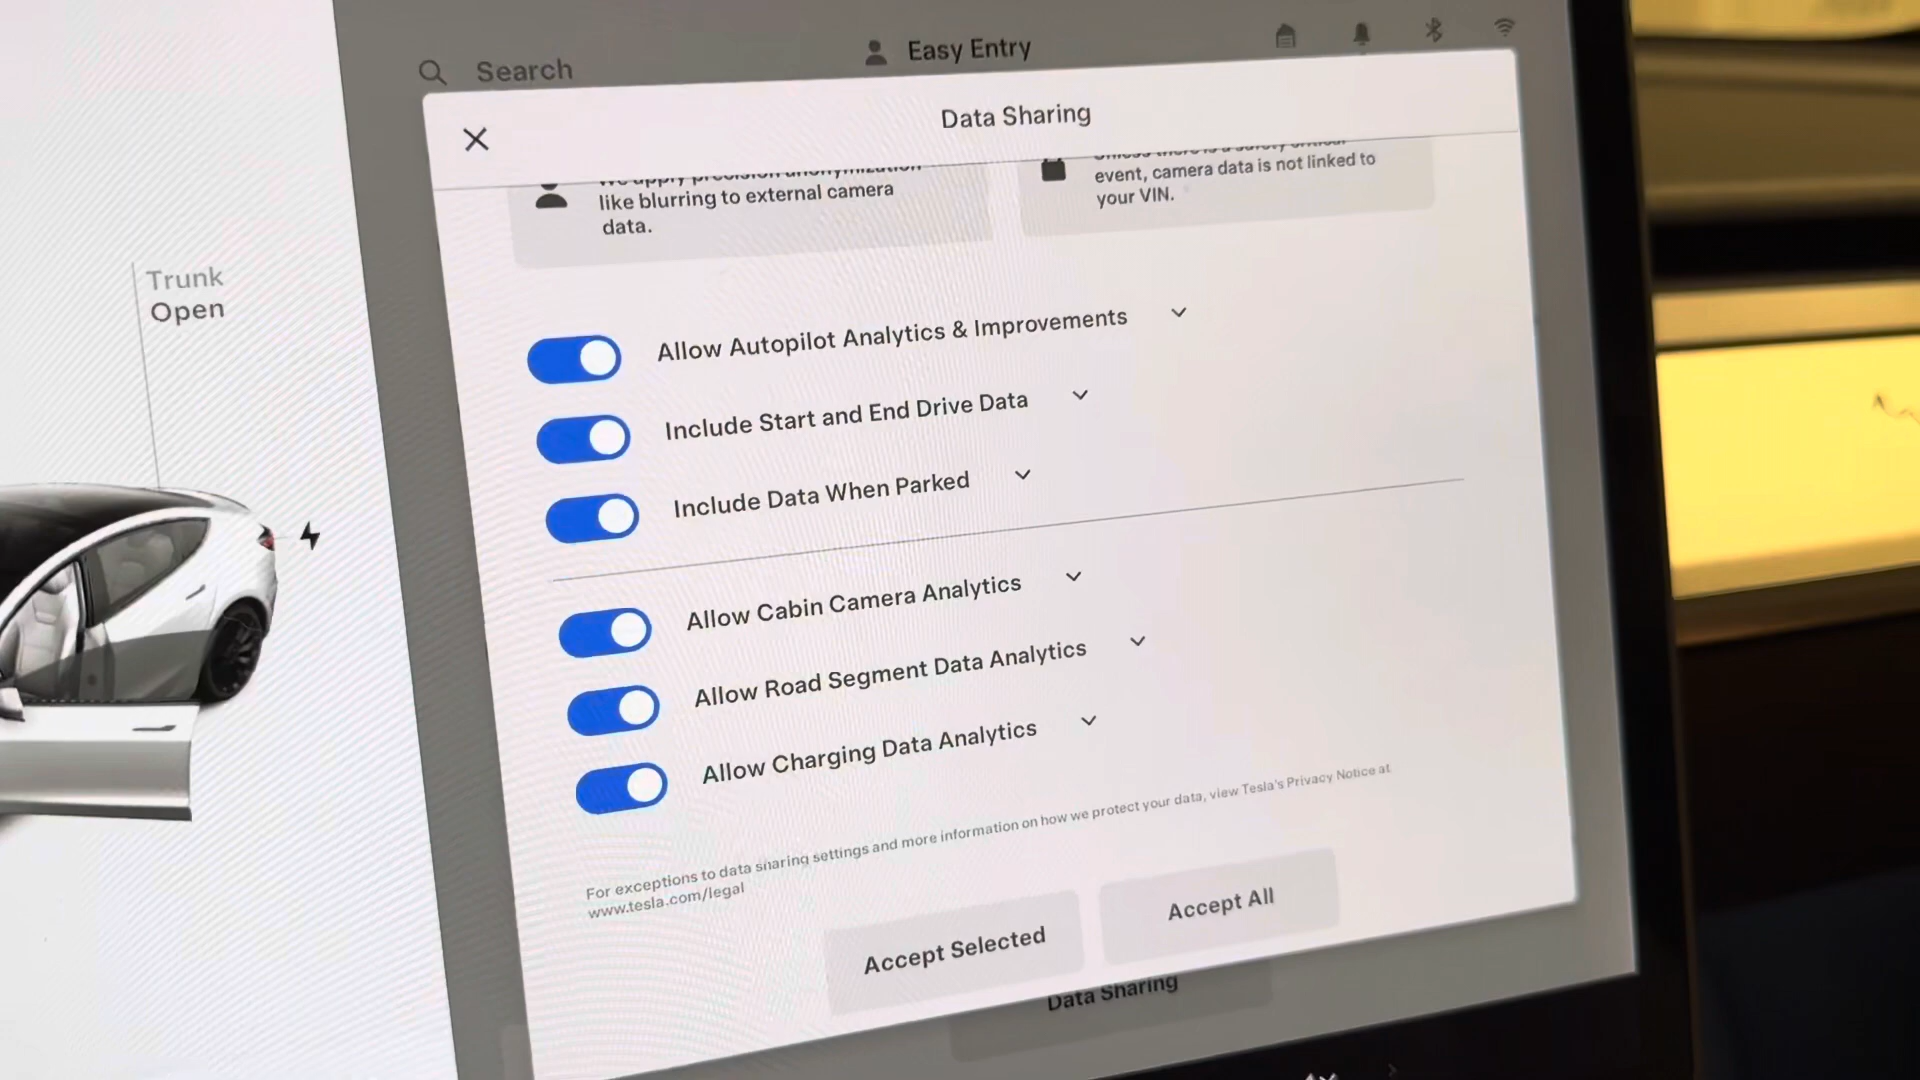 Search
Easy Entry
Data Sharing
We apply precision anonymization
like blurring to external camera
data.
event, camera data is not linked to
your VIN.
Trunk
Open
Allow Autopilot Analytics & Improvements
Include Start and End Drive Data
Include Data When Parked
Allow Cabin Camera Analytics
Allow Road Segment Data Analytics
Allow Charging Data Analytics
For exceptions to data sharing settings and more information on how we protect your data, view Tesla's Privacy Notice at
www.tesla.com/legal
Accept Selected
Accept All
Data Sharing